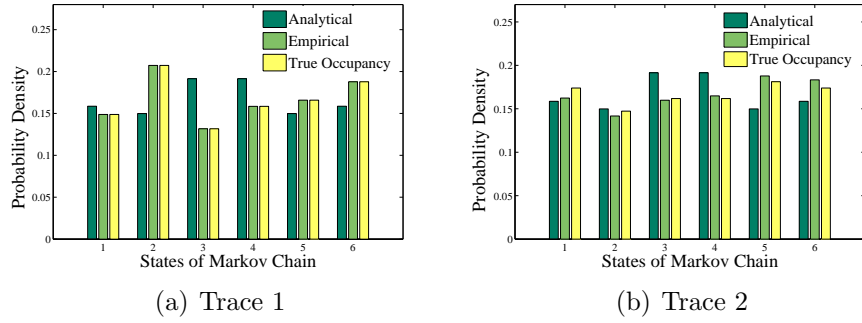 Analytical
Empirical
True Occupancy
0.25
0.2
0.15
0.1
0.05
0
Probability Density
1 2 3 4 5 6
States of Markov Chain
(a) Trace 1
Analytical
Empirical
True Occupancy
0.25
0.2
0.15
0.1
0.05
0
Probability Density
1 2 3 4 5 6
States of Markov Chain
(b) Trace 2